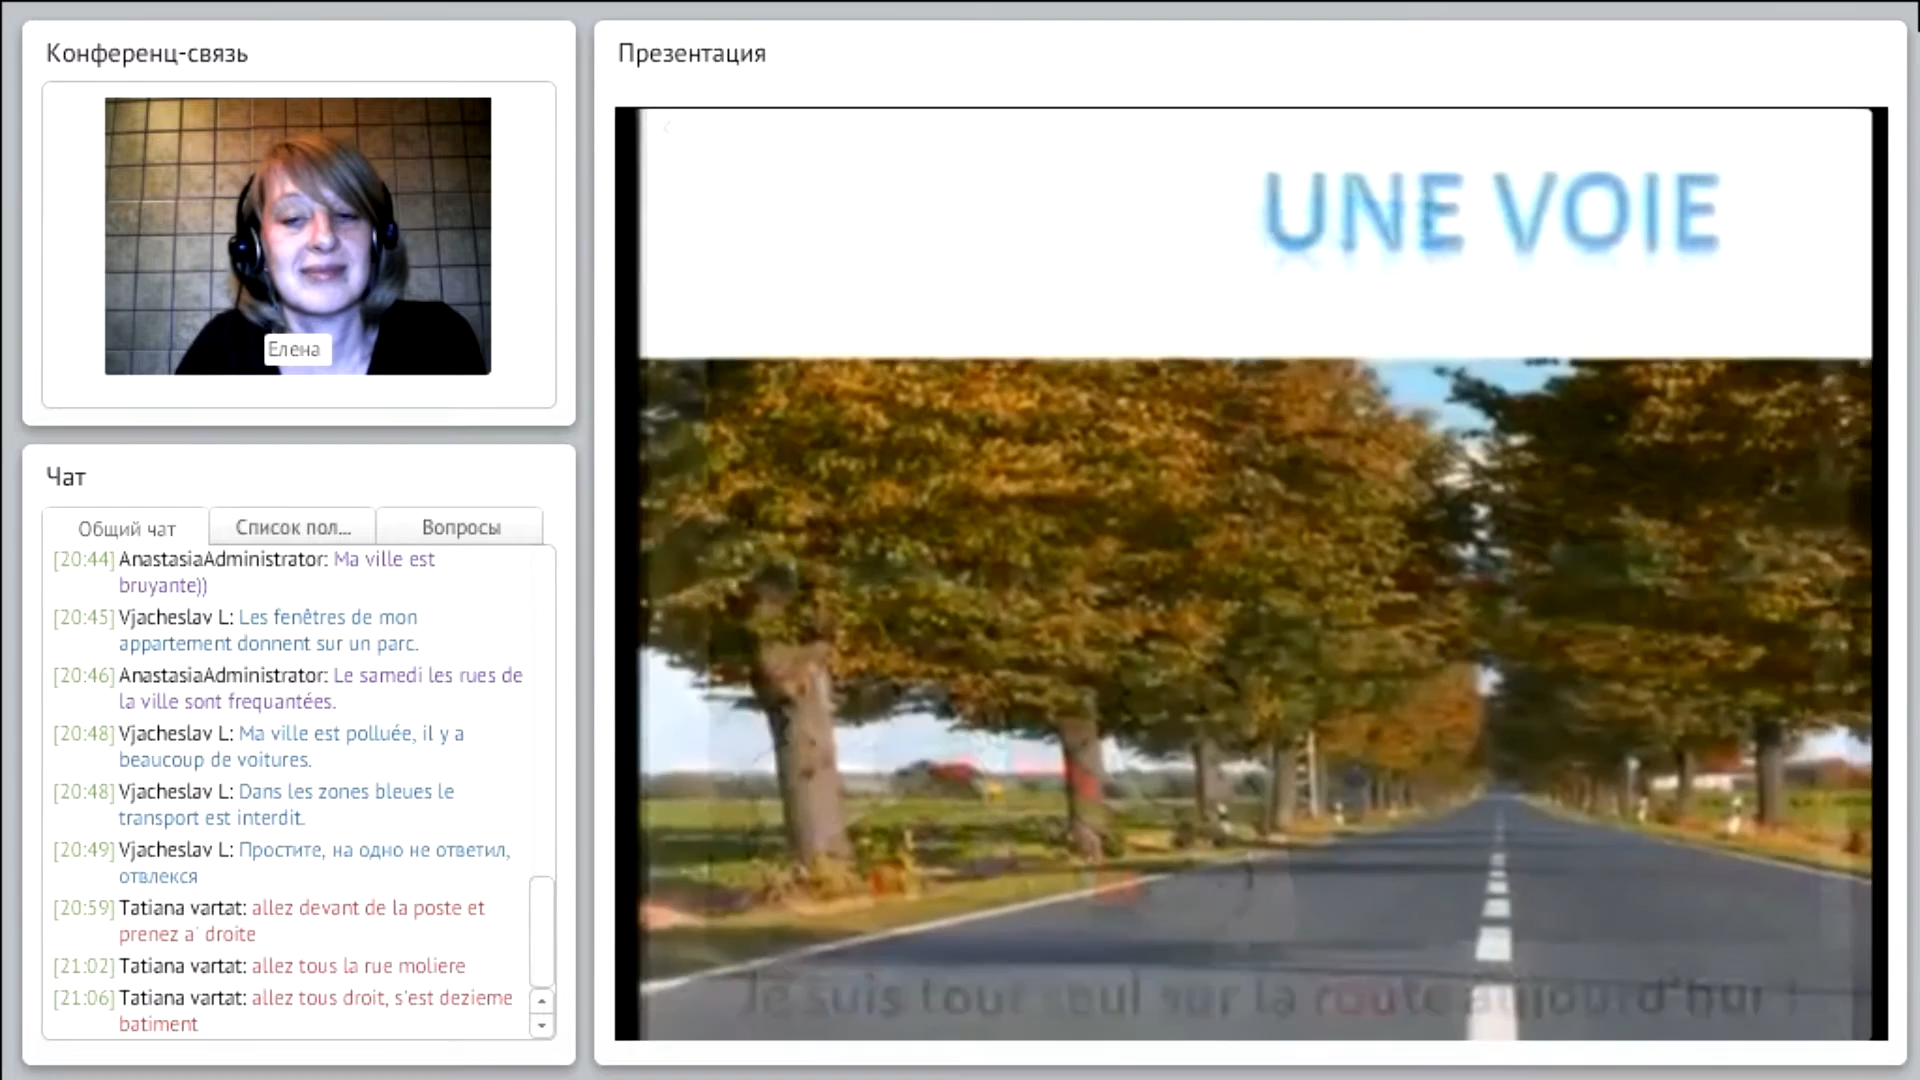 Конференц-связь
Елена
Чат
Общий чат
Список пол...
Вопросы
[20:44] AnastasiaAdministrator: Ma ville est
bruyante))
[20:45] Vjacheslav L: Les fenêtres de mon
appartement donnent sur un parc.
[20:46] AnastasiaAdministrator: Le samedi les rues de
la ville sont frequantées.
[20:48] Vjacheslav L: Ma ville est polluée, il y a
beaucoup de voitures.
[20:48] Vjacheslav L: Dans les zones bleues le
transport est interdit.
[20:49] Vjacheslav L: Простите, на одно не ответил,
отвлекся
[20:59] Tatiana vartat: allez devant de la poste et
prenez a' droite
[21:02] Tatiana vartat: allez tous la rue moliere
[21:06] Tatiana vartat: allez tous droit, s'est dezieme
batiment
Презентация
UNE VOIE
Je suis tout seul sur la route aujourd'hui !